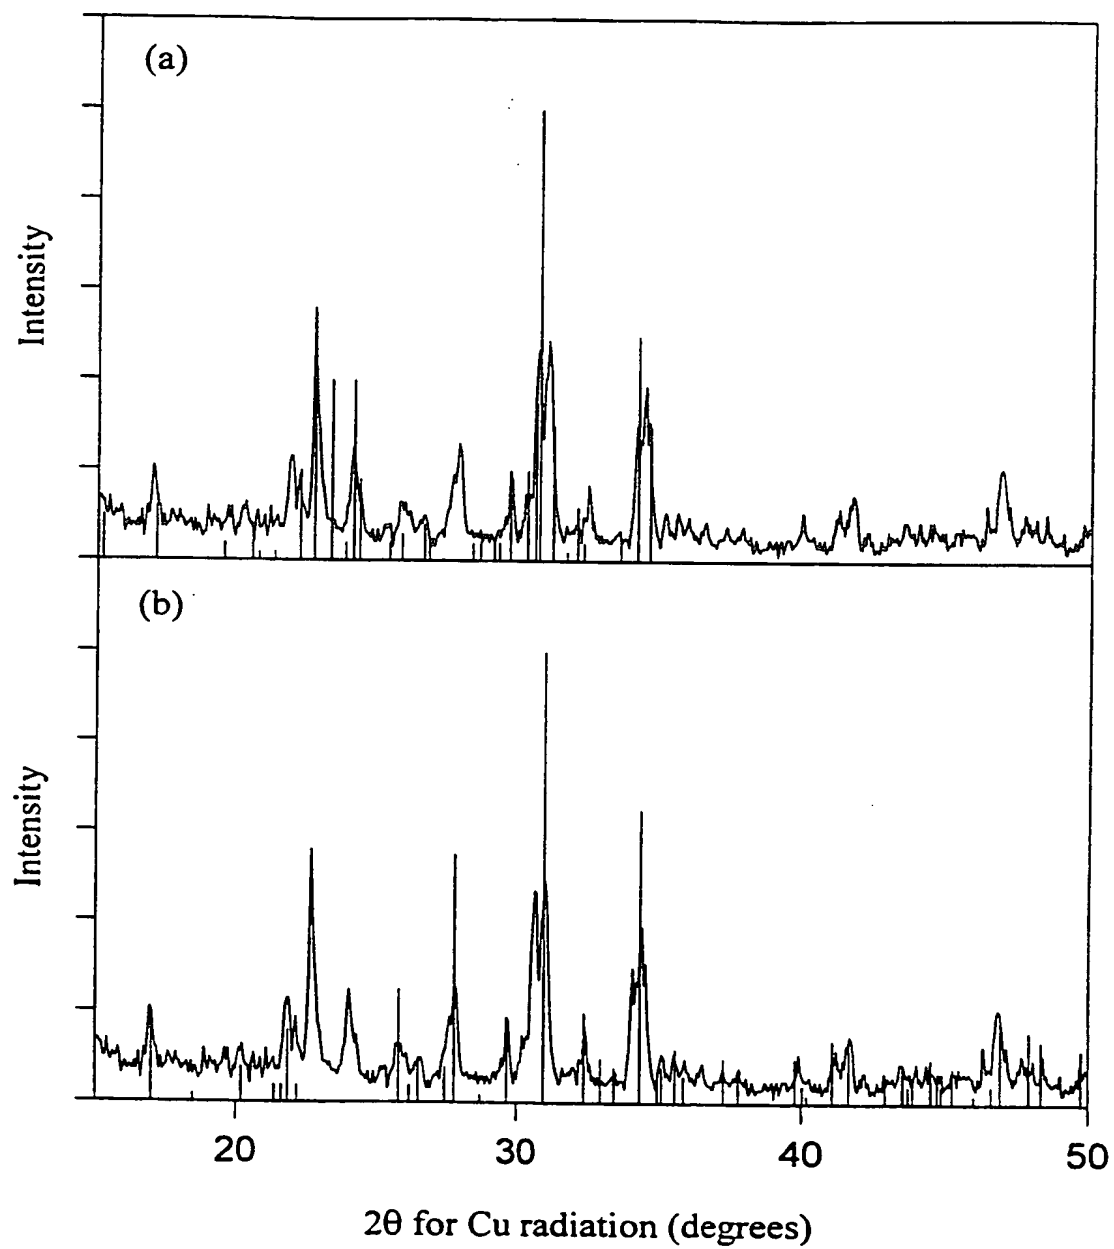 (a)
Intensity
(b)
Intensity
20 30 40 50
2θ for Cu radiation (degrees)